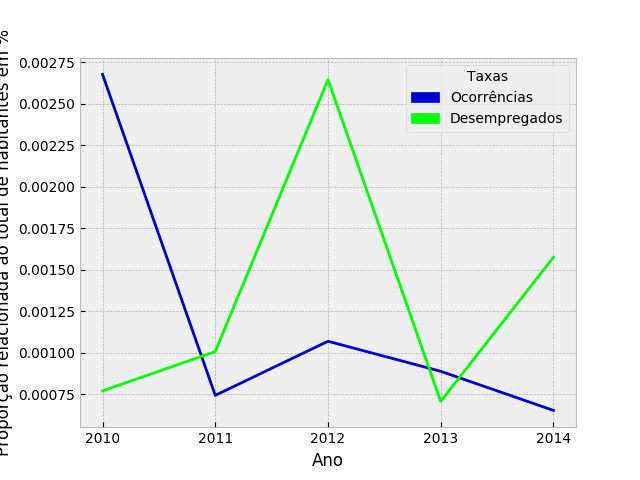 Proporção relacionada ao total de habitantes em %
0.00275
0.00250
0.00225
0.00200
0.00175
0.00150
0.00125
0.00100
0.00075
Taxas
Ocorrências
Desempregados
2010 2011 2012 2013 2014
Ano